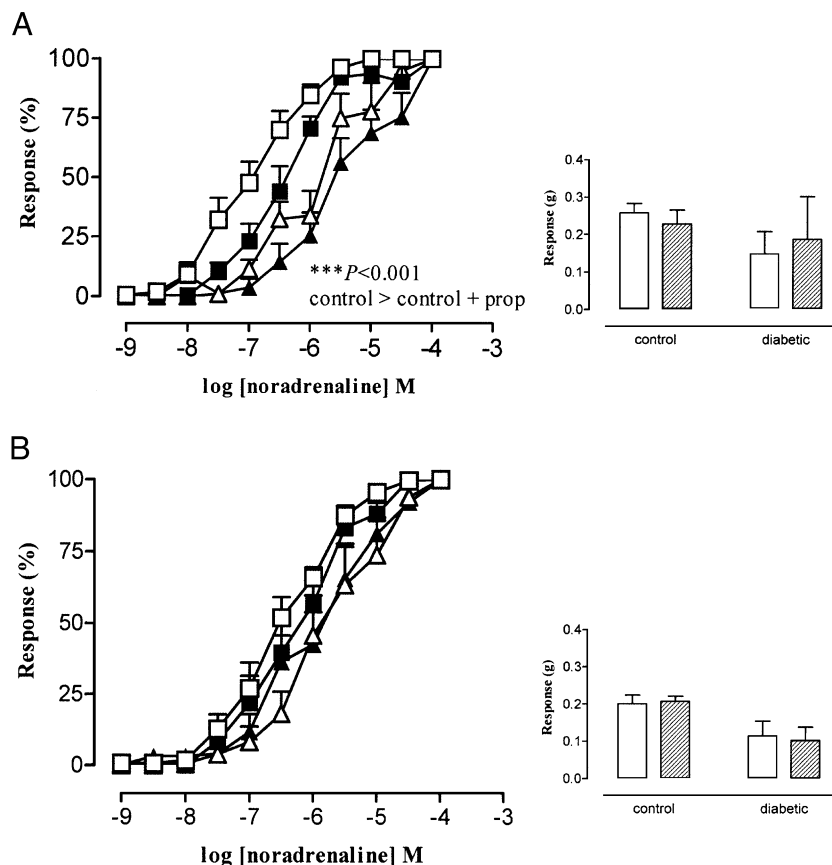 A
100
75
50
25
0
Response (%)
***P<0.001
control > control + prop
-9 -8 -7 -6 -5 -4 -3
log [noradrenaline] M
0.4
0.3
0.2
0.1
0.0
Response (g)
control diabetic
B
100
75
50
25
0
Response (%)
-9 -8 -7 -6 -5 -4 -3
log [noradrenaline] M
0.4
0.3
0.2
0.1
0.0
Response (g)
control diabetic